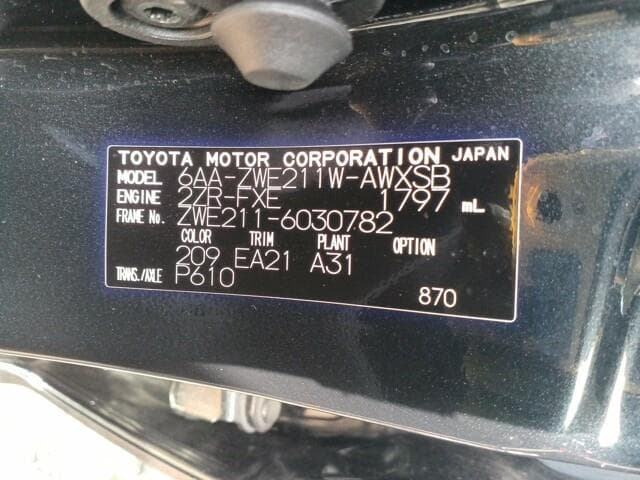 TOYOTA MOTOR CORPORATION JAPAN
MODEL 6AA-ZWE211W-AWXSB
ENGINE 2ZR-FXE 1797 mL
FRAME No. ZWE211-6030782
COLOR TRIM PLANT OPTION
209 EA21 A31
TRANS./AXLE P610
870